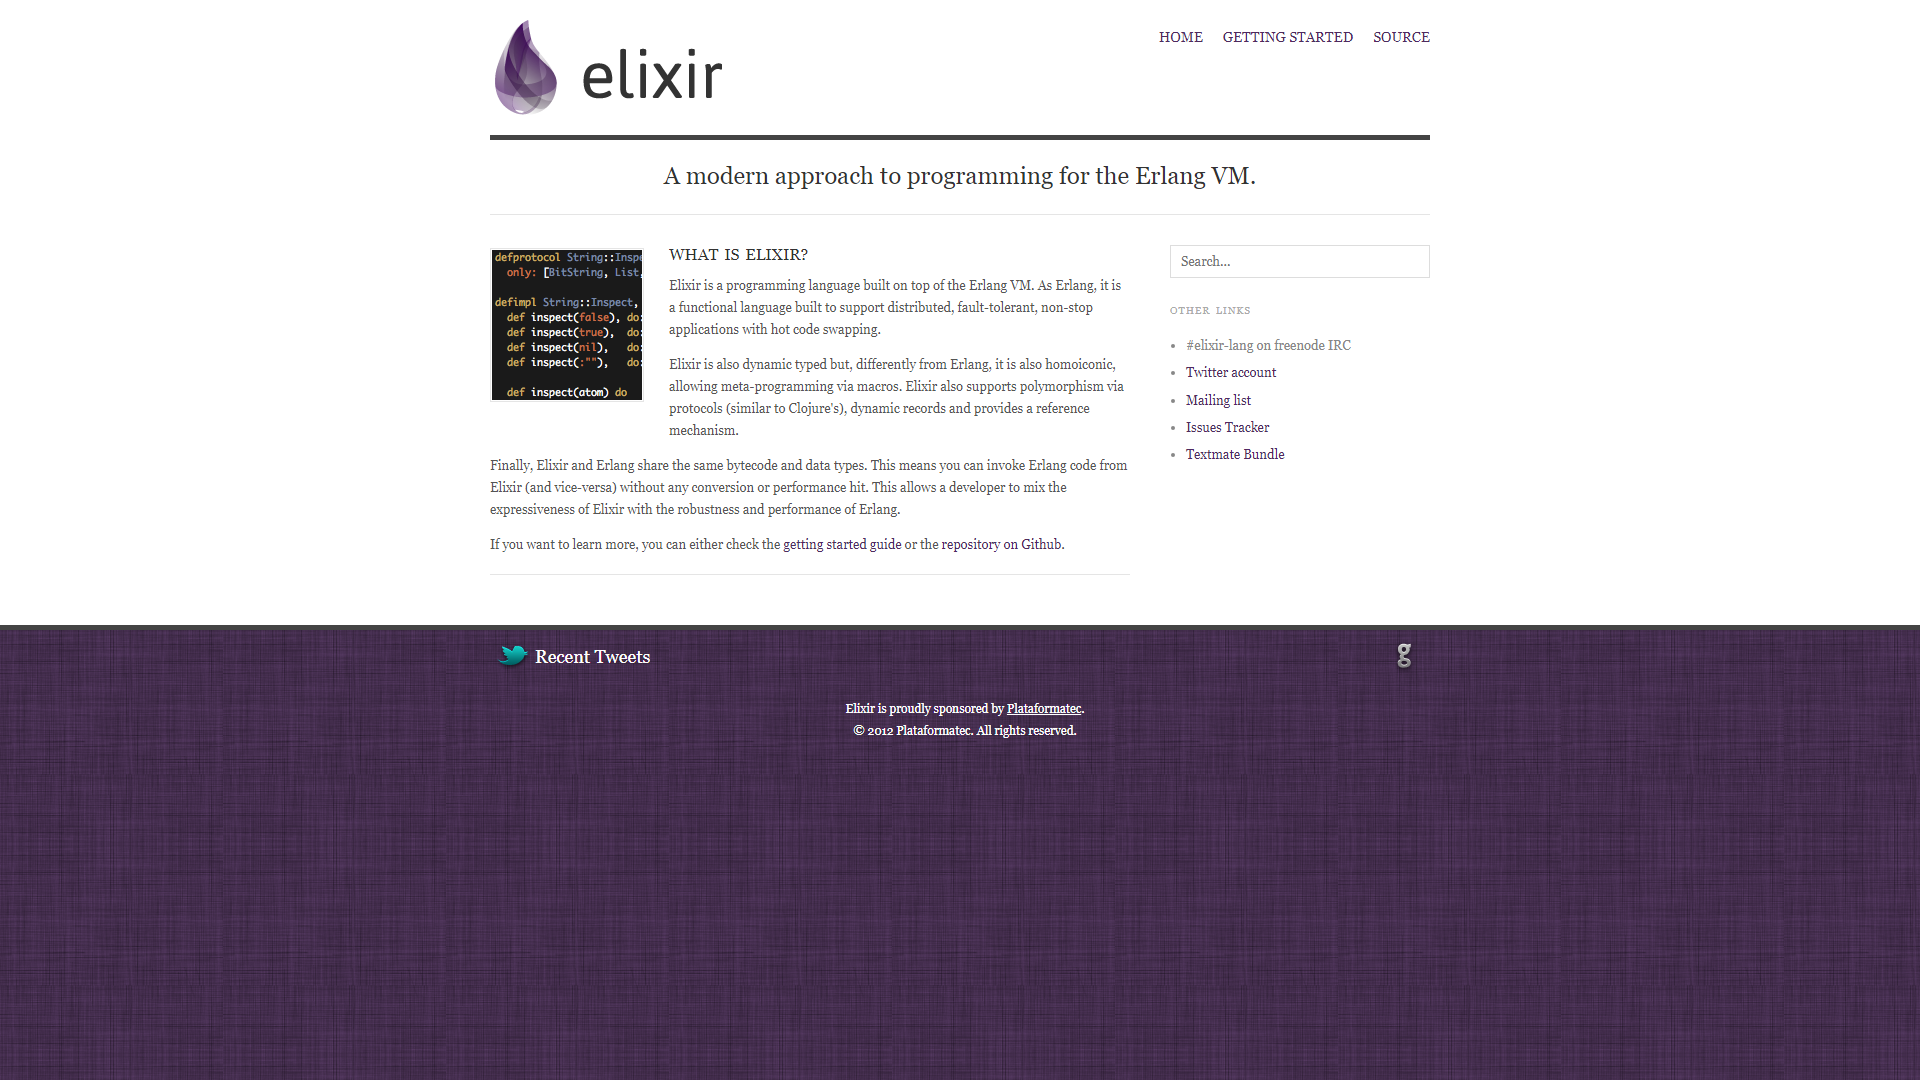 elixir
HOME GETTING STARTED SOURCE
A modern approach to programming for the Erlang VM.
defprotocol String::Inspe
only: [BitString, List,
defimpl String::Inspect,
def inspect(false), do:
def inspect(true), do:
def inspect(nil), do:
def inspect(:""), do:
def inspect(atom) do
WHAT IS ELIXIR?
Elixir is a programming language built on top of the Erlang VM. As Erlang, it is
a functional language built to support distributed, fault-tolerant, non-stop
applications with hot code swapping.
Elixir is also dynamic typed but, differently from Erlang, it is also homoiconic,
allowing meta-programming via macros. Elixir also supports polymorphism via
protocols (similar to Clojure's), dynamic records and provides a reference
mechanism.
Finally, Elixir and Erlang share the same bytecode and data types. This means you can invoke Erlang code from
Elixir (and vice-versa) without any conversion or performance hit. This allows a developer to mix the
expressiveness of Elixir with the robustness and performance of Erlang.
If you want to learn more, you can either check the getting started guide or the repository on Github.
Search...
OTHER LINKS
#elixir-lang on freenode IRC
Twitter account
Mailing list
Issues Tracker
Textmate Bundle
Recent Tweets
g
Elixir is proudly sponsored by Plataformatec.
© 2012 Plataformatec. All rights reserved.